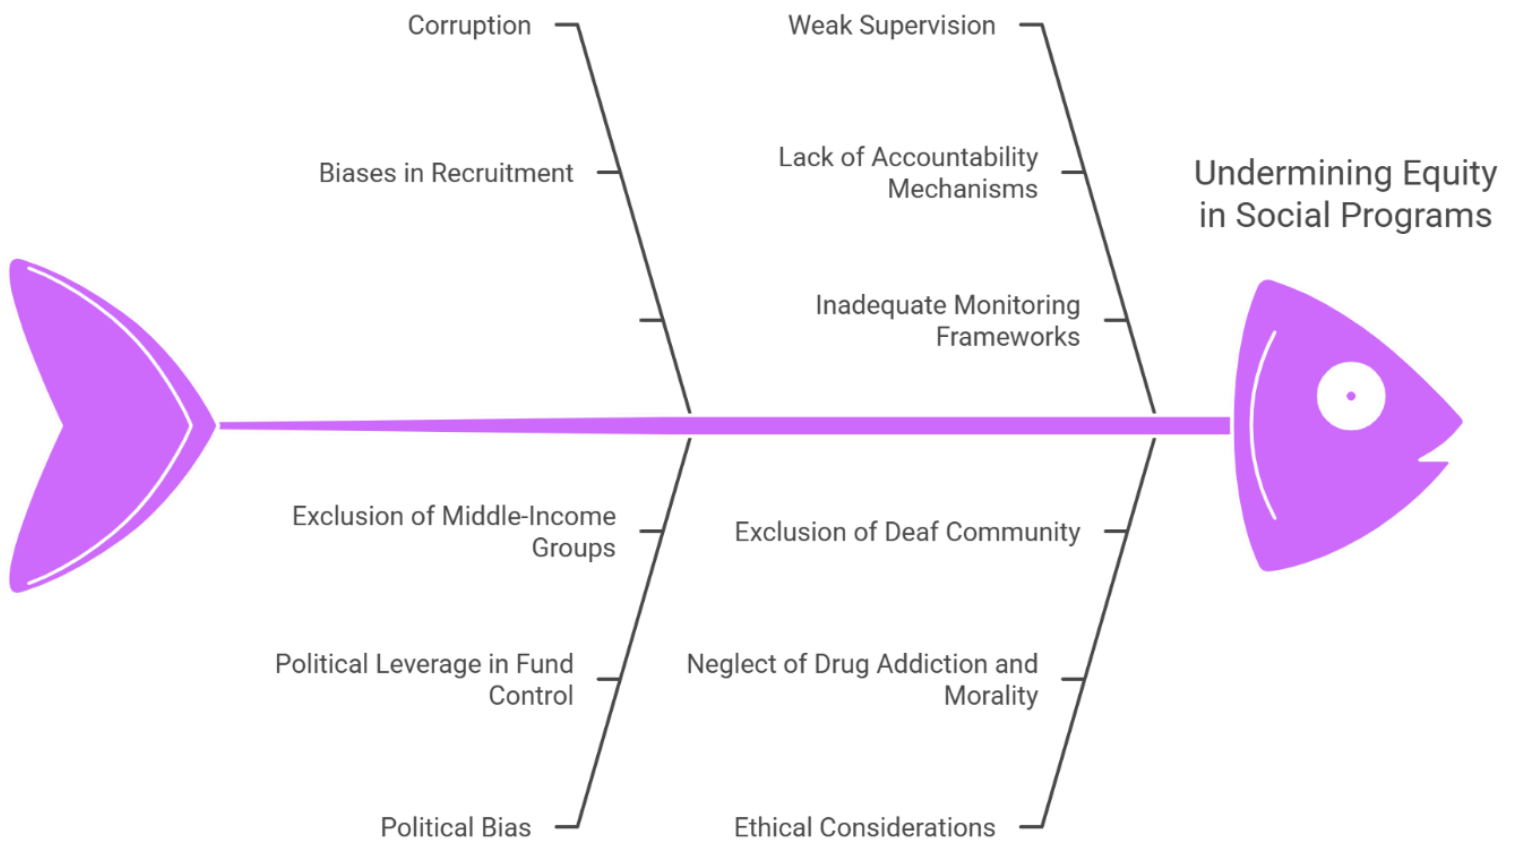 Corruption
Weak Supervision
Biases in Recruitment
Lack of Accountability
Mechanisms
Undermining Equity
in Social Programs
Inadequate Monitoring
Frameworks
Exclusion of Middle-Income
Groups
Exclusion of Deaf Community
Political Leverage in Fund
Control
Neglect of Drug Addiction and
Morality
Political Bias
Ethical Considerations